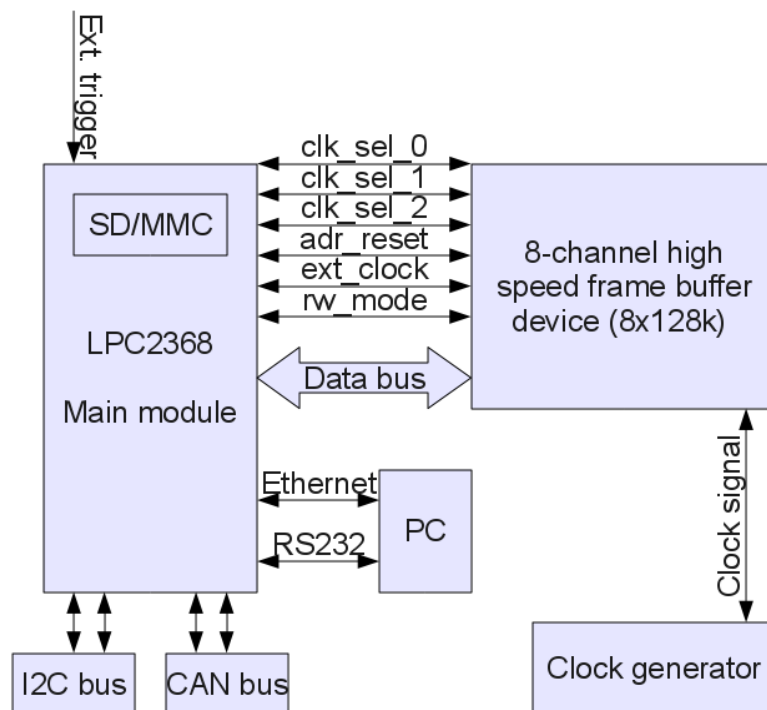 Ext. trigger
clk_sel_0
clk_sel_1
clk_sel_2
adr_reset
ext_clock
rw_mode
SD/MMC
LPC2368
Main module
8-channel high
speed frame buffer
device (8x128k)
Data bus
Ethernet
RS232
PC
Clock signal
I2C bus
CAN bus
Clock generator